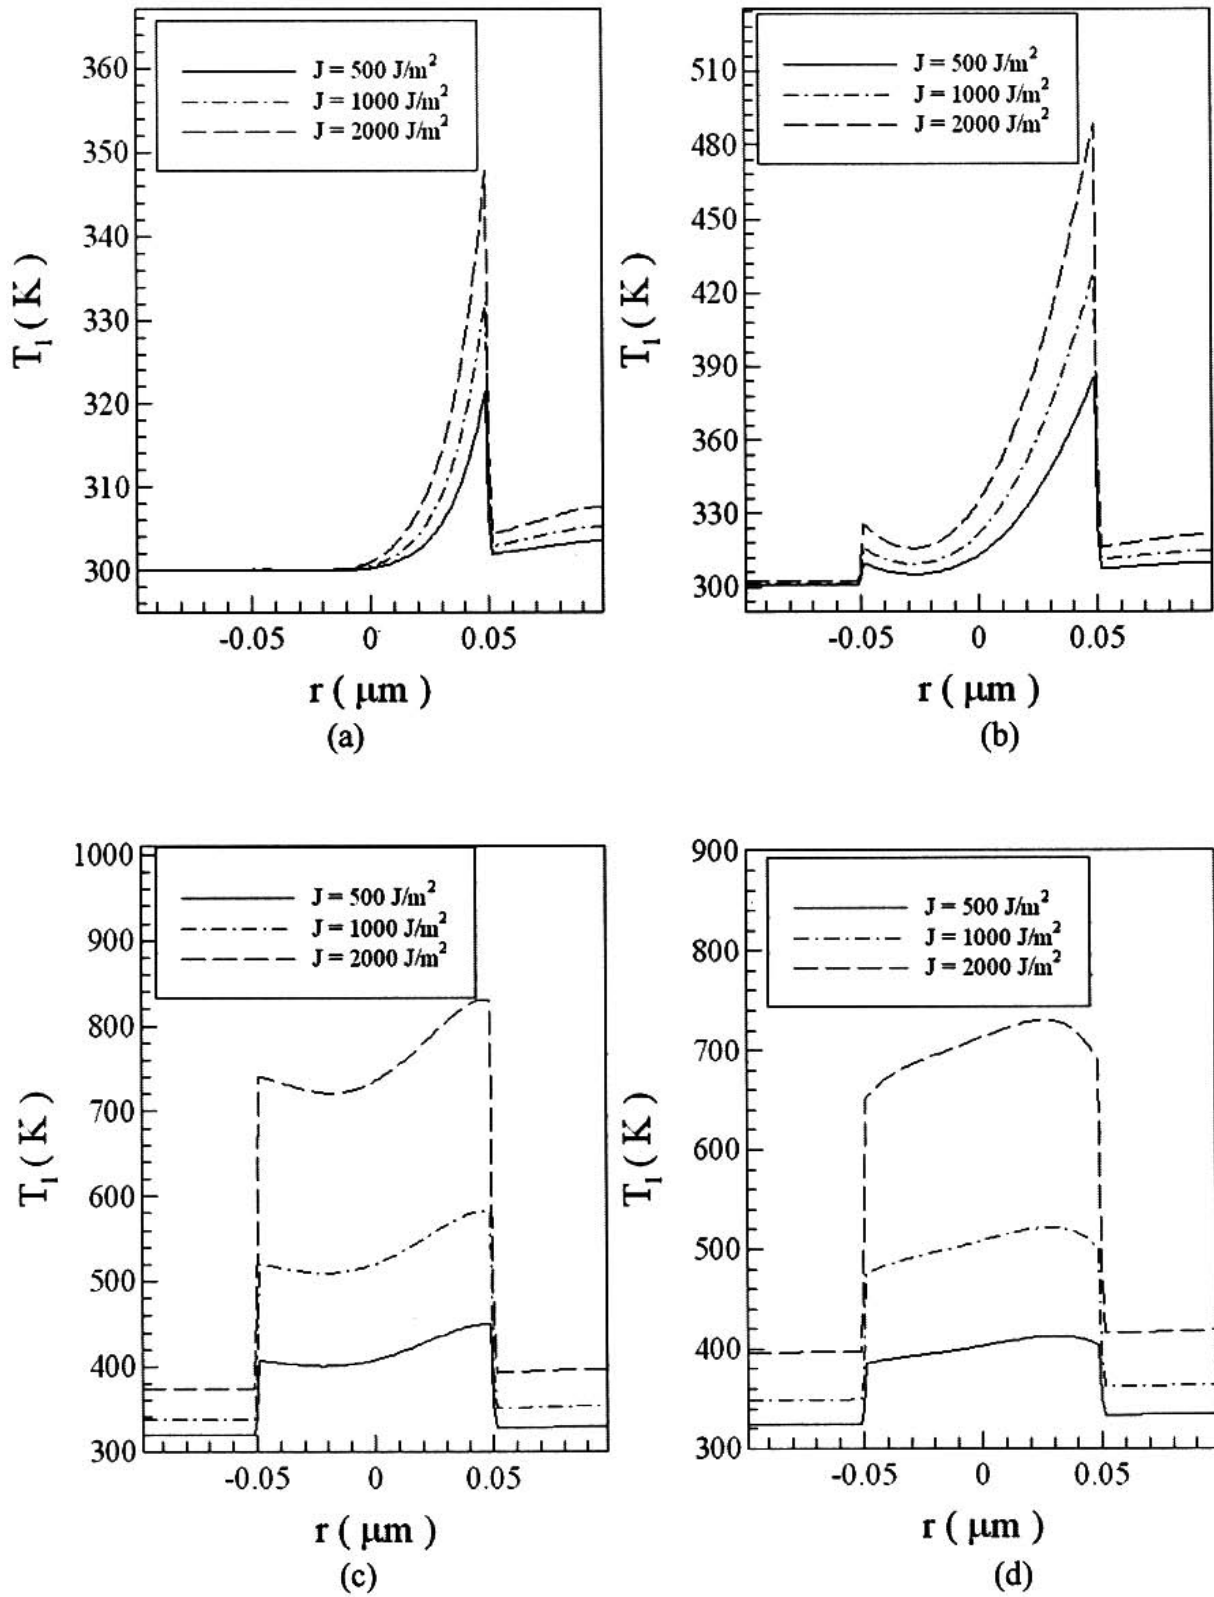 T_l ( K )
360
350
340
330
320
310
300
J = 500 J/m²
J = 1000 J/m²
J = 2000 J/m²
-0.05 0 0.05
r ( μm )
(a)
T_l ( K )
510
480
450
420
390
360
330
300
J = 500 J/m²
J = 1000 J/m²
J = 2000 J/m²
-0.05 0 0.05
r ( μm )
(b)
T_l ( K )
1000
900
800
700
600
500
400
300
J = 500 J/m²
J = 1000 J/m²
J = 2000 J/m²
-0.05 0 0.05
r ( μm )
(c)
T_l ( K )
900
800
700
600
500
400
300
J = 500 J/m²
J = 1000 J/m²
J = 2000 J/m²
-0.05 0 0.05
r ( μm )
(d)